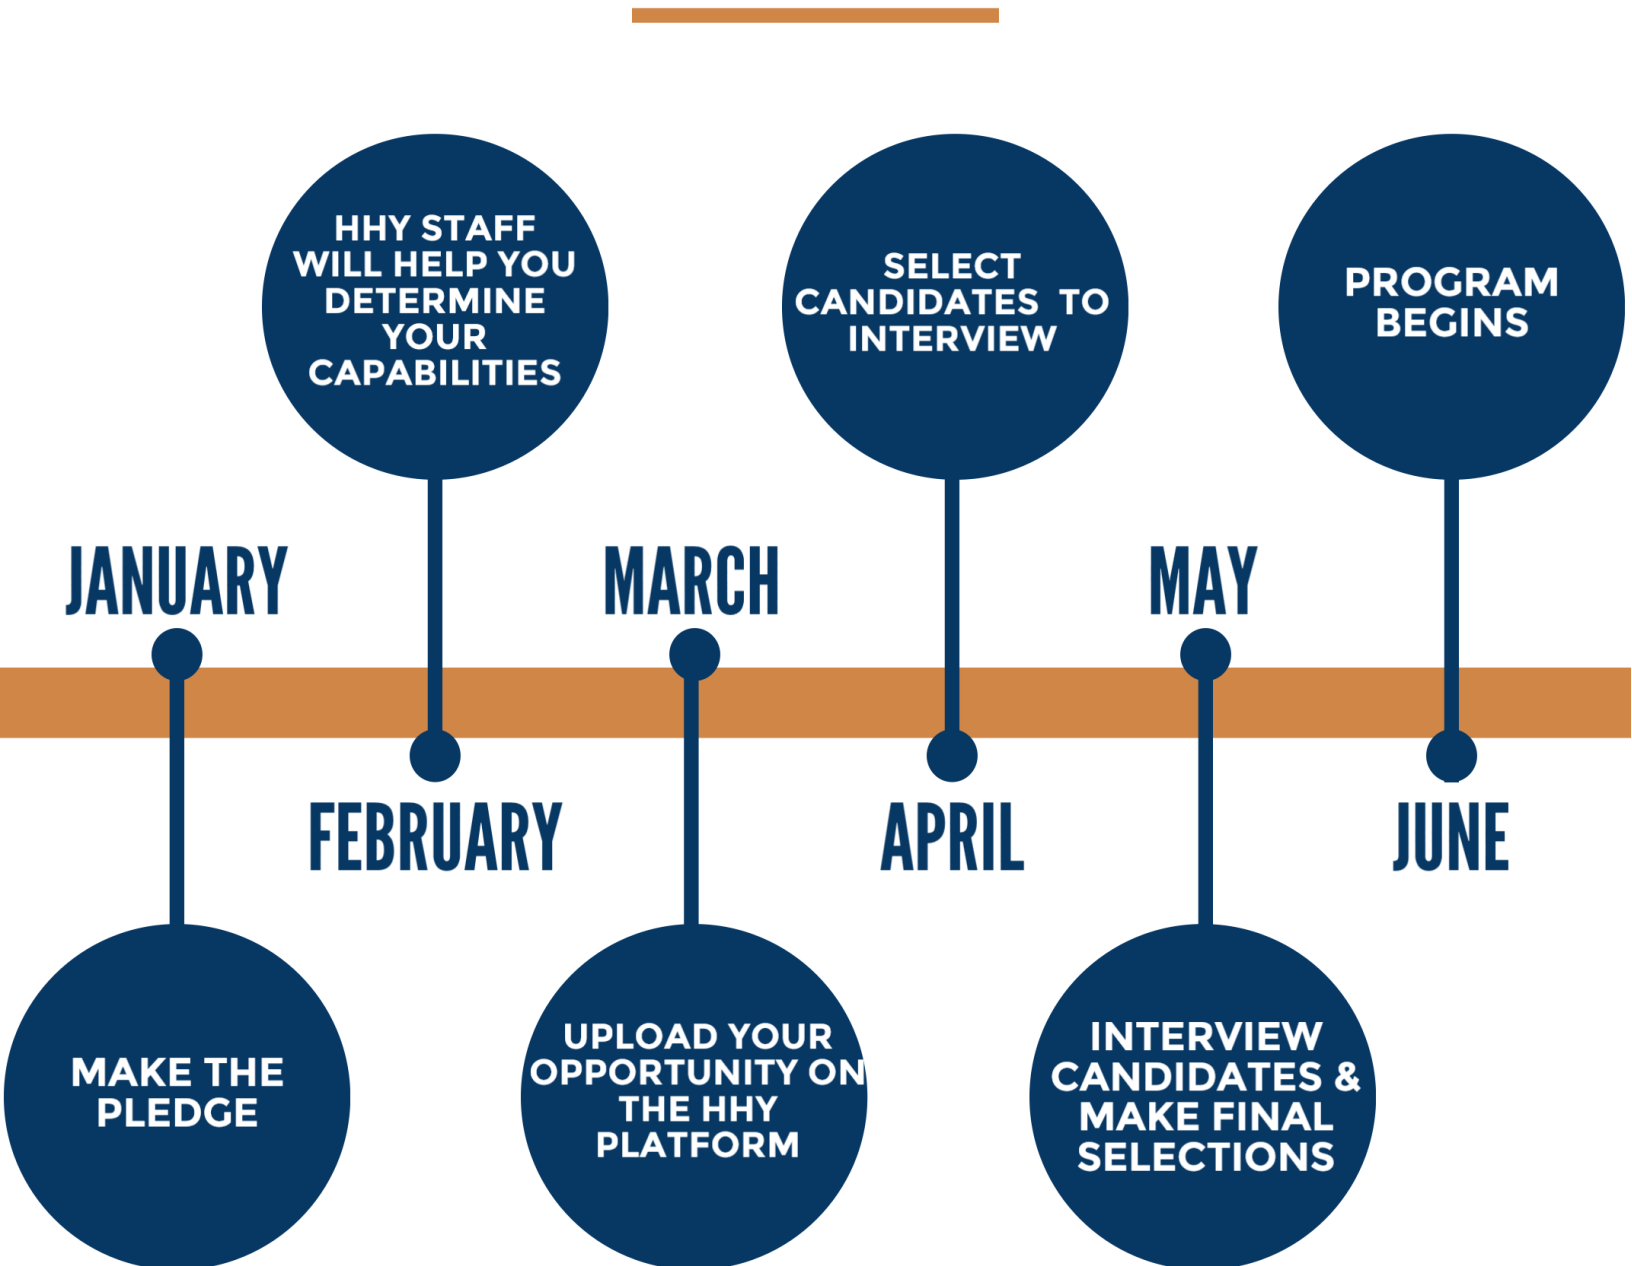 JANUARY
MAKE THE
PLEDGE
HHY STAFF
WILL HELP YOU
DETERMINE
YOUR
CAPABILITIES
FEBRUARY
MARCH
UPLOAD YOUR
OPPORTUNITY ON
THE HHY
PLATFORM
SELECT
CANDIDATES TO
INTERVIEW
APRIL
MAY
INTERVIEW
CANDIDATES &
MAKE FINAL
SELECTIONS
PROGRAM
BEGINS
JUNE